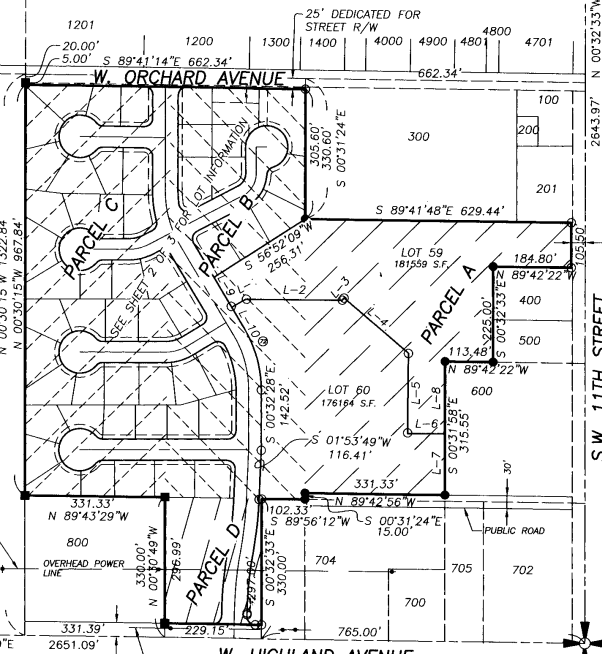 25' DEDICATED FOR
STREET R/W
1201
1200
1300
1400
4900
4801
4800
4701
20.00'
5.00'
S 89°41'14"E 662.34'
662.34'
W. ORCHARD AVENUE
N 00°32'33"W
2643.97'
100
200
201
300
305.60'
330.60'
S 00°31'24"E
SEE SHEET 2 OF 3 FOR LOT INFORMATION
PARCEL C
PARCEL B
PARCEL A
PARCEL D
S 89°41'48"E 629.44'
105.50'
S 56°52'09"W
256.31'
LOT 59
181559 S.F.
184.80'
N 89°42'22"W
N 00°30'15"W 1322.84'
N 00°30'15"W 967.84'
L-2
L-3
L-4
L-9
L-10
400
500
225.00'
S 00°32'33"E
113.48'
N 89°42'22"W
600
S.W. 11TH STREET
LOT 60
176164 S.F.
L-5
L-8
L-6
L-7
S 00°31'58"E
315.55'
S 00°32'28"E
142.52'
S 01°53'49"W
116.41'
30'
331.33'
N 89°43'29"W
331.33'
N 89°42'56"W
102.33'
S 89°56'12"W
S 00°31'24"E
15.00'
PUBLIC ROAD
800
OVERHEAD POWER
LINE
330.00'
N 00°30'49"W
296.99'
S 00°32'33"E
330.00'
704
705
702
700
331.39'
2651.09'
229.15'
765.00'
W. HIGHLAND AVENUE